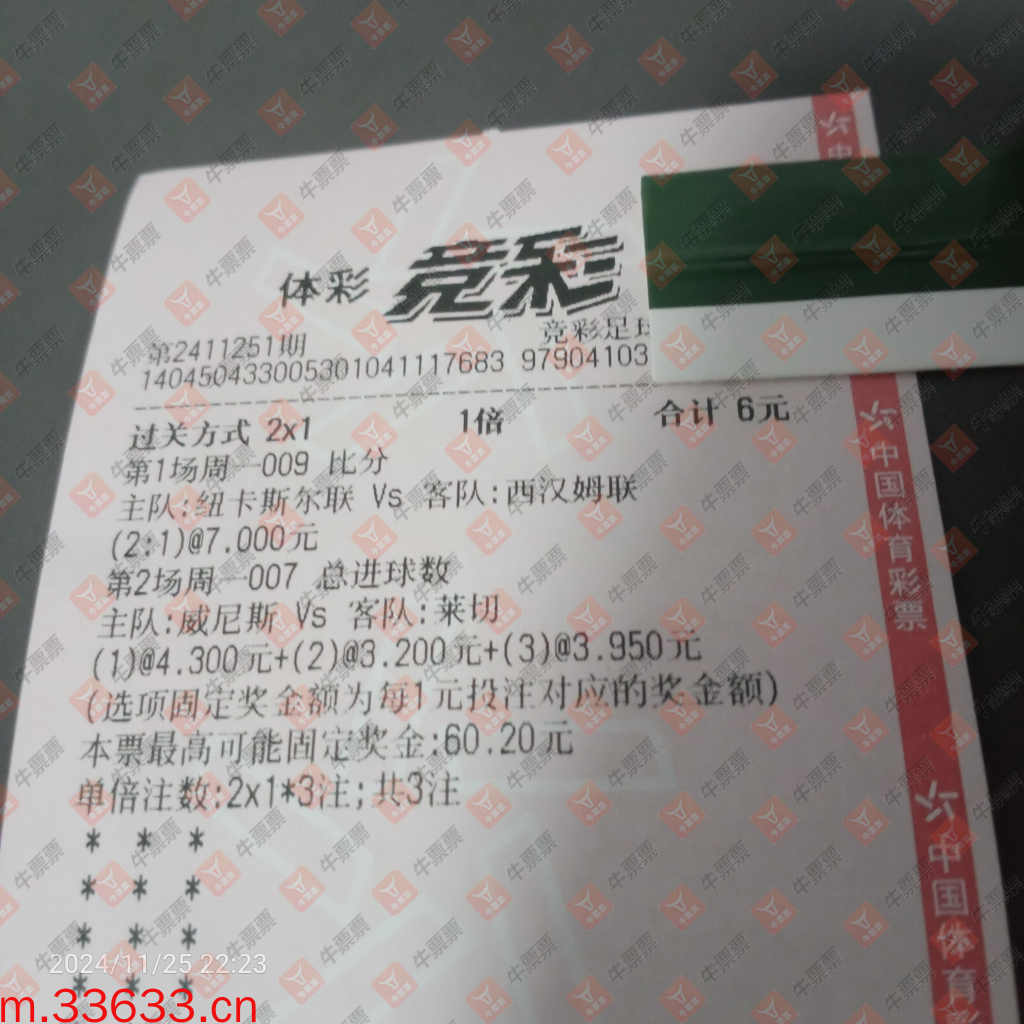 体彩 竞彩
竞彩足球
第2411251期
140450433005301041117683 97904103
过关方式 2x1 1倍 合计 6元
第1场周一009 比分
主队:纽卡斯尔联 Vs 客队:西汉姆联
(2:1)@7.000元
第2场周一007 总进球数
主队:威尼斯 Vs 客队:莱切
(1)@4.300元+(2)@3.200元+(3)@3.950元
(选项固定奖金额为每1元投注对应的奖金额)
本票最高可能固定奖金:60.20元
单倍注数:2x1*3注;共3注
* * *
* * *
* * *
* * *
中国体育彩票
中国体育彩
2024/11/25 22:23
m.33633.cn
牛票票